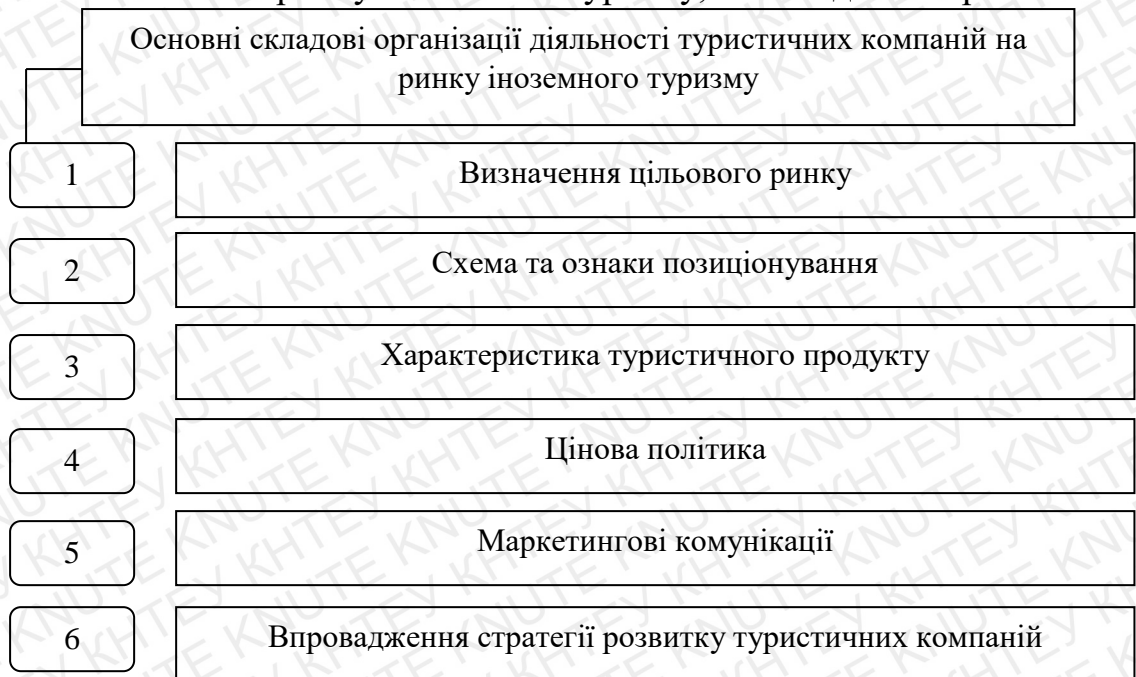 Основні складові організації діяльності туристичних компаній на
ринку іноземного туризму
1 Визначення цільового ринку
2 Схема та ознаки позиціонування
3 Характеристика туристичного продукту
4 Цінова політика
5 Маркетингові комунікації
6 Впровадження стратегії розвитку туристичних компаній